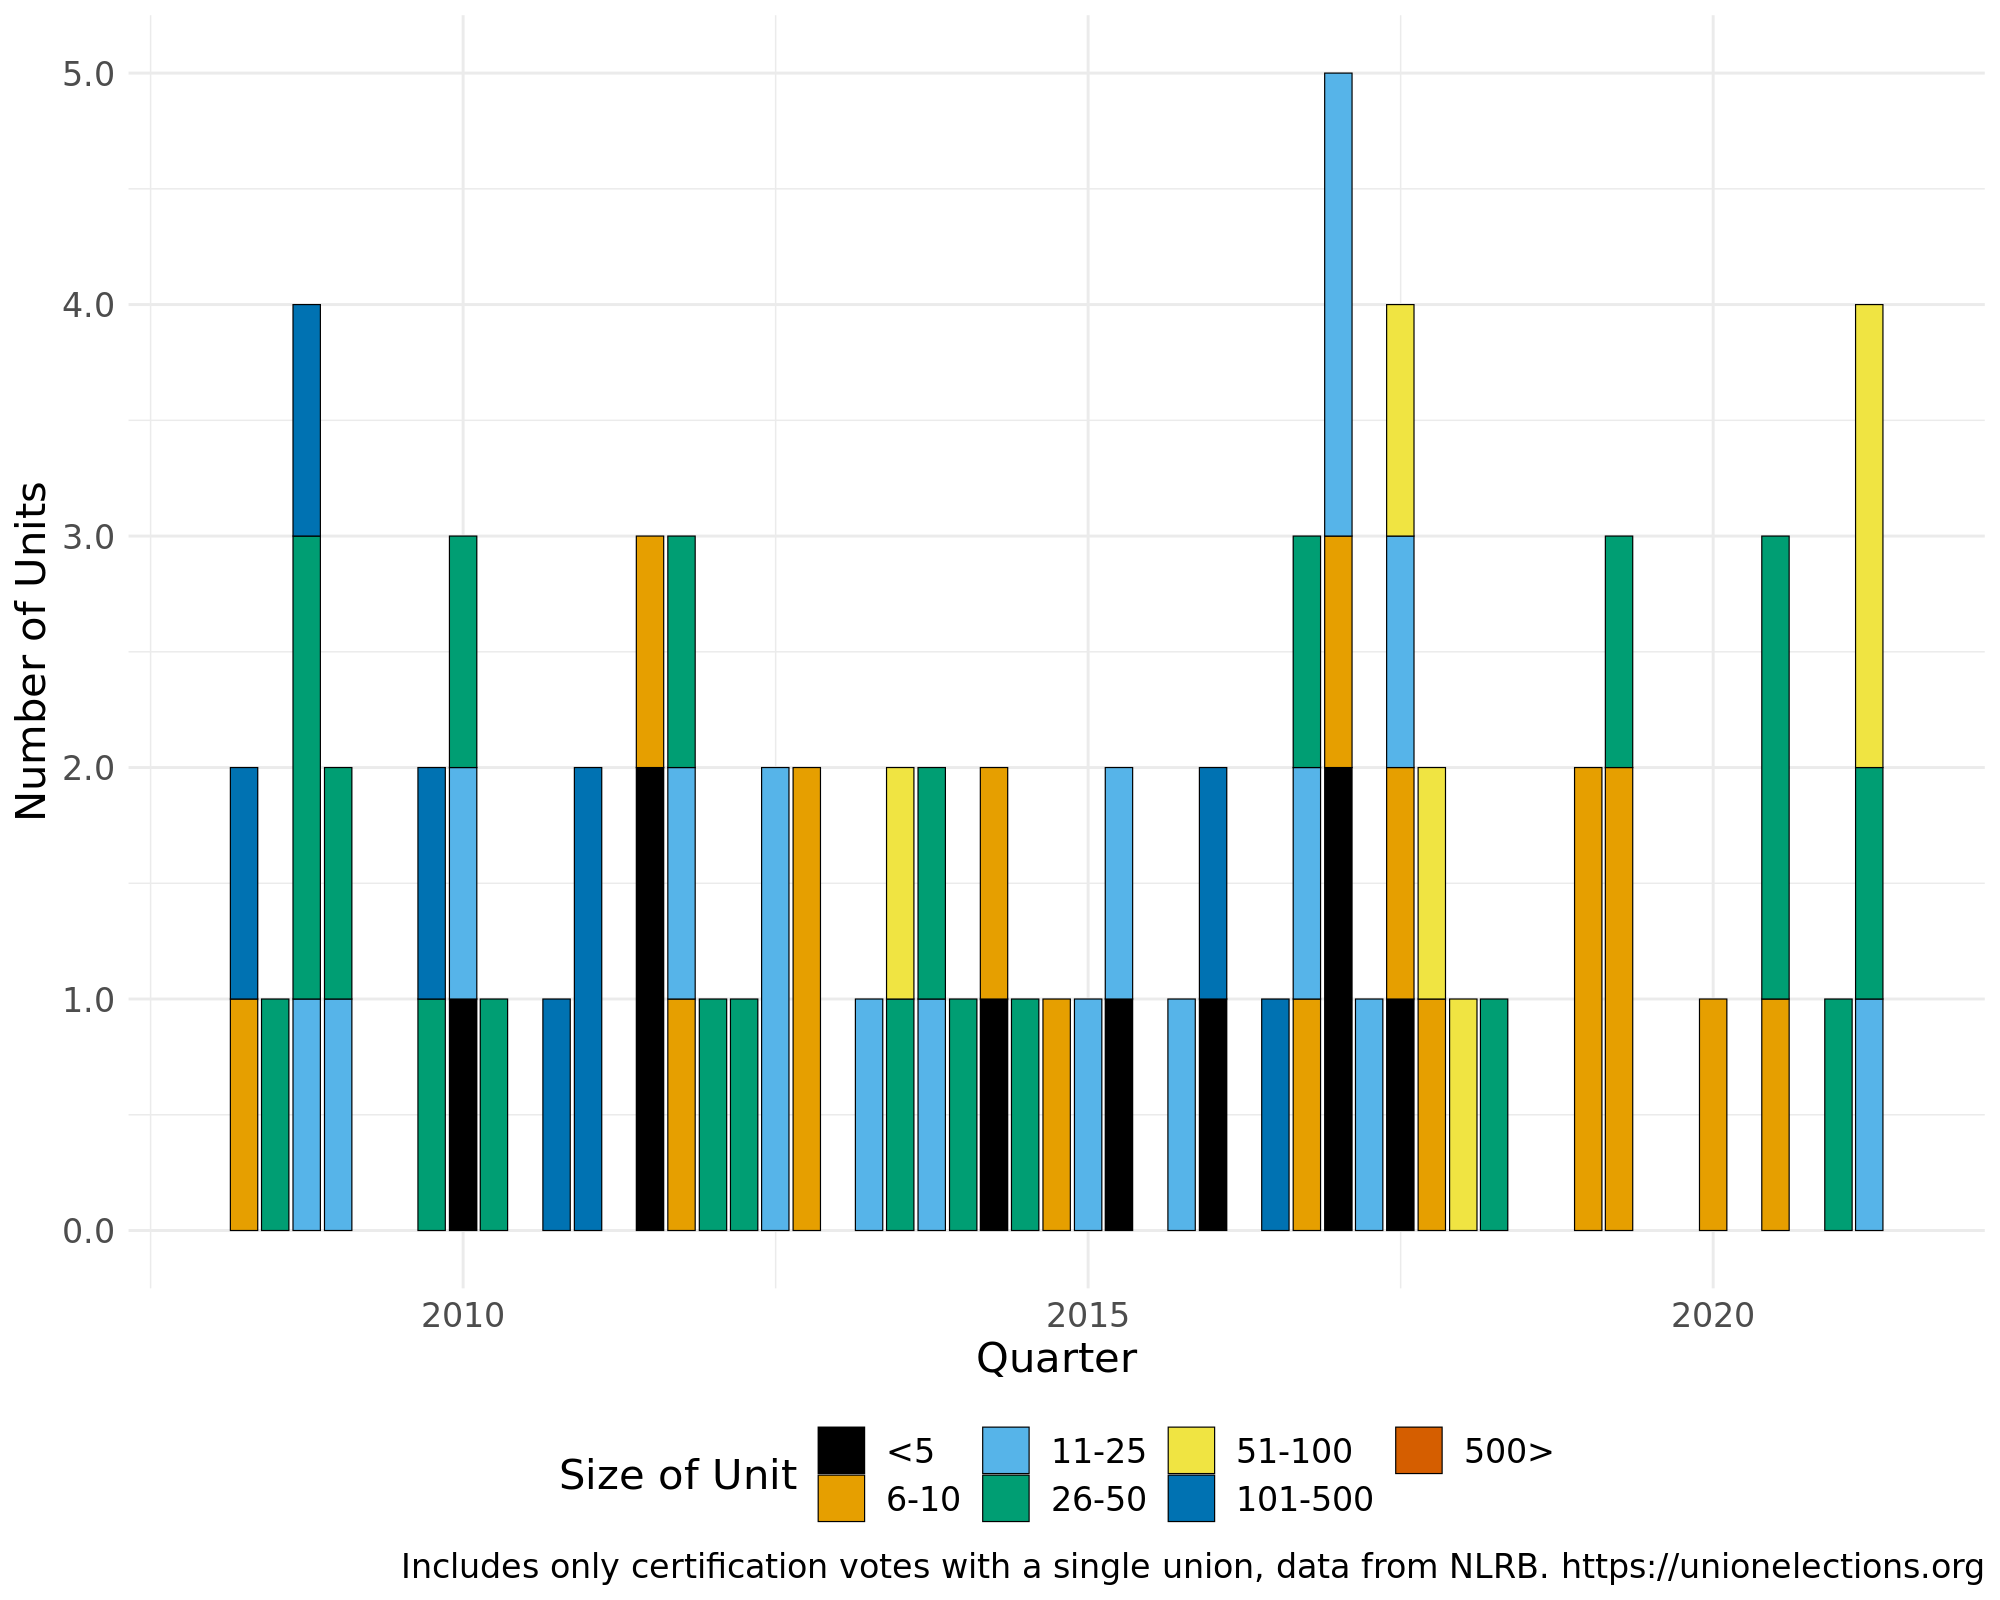 5.0
4.0
3.0
2.0
1.0
0.0
Number of Units
2010 2015 2020
Quarter
Size of Unit
<5 11-25 51-100 500>
6-10 26-50 101-500
Includes only certification votes with a single union, data from NLRB. https://unionelections.org